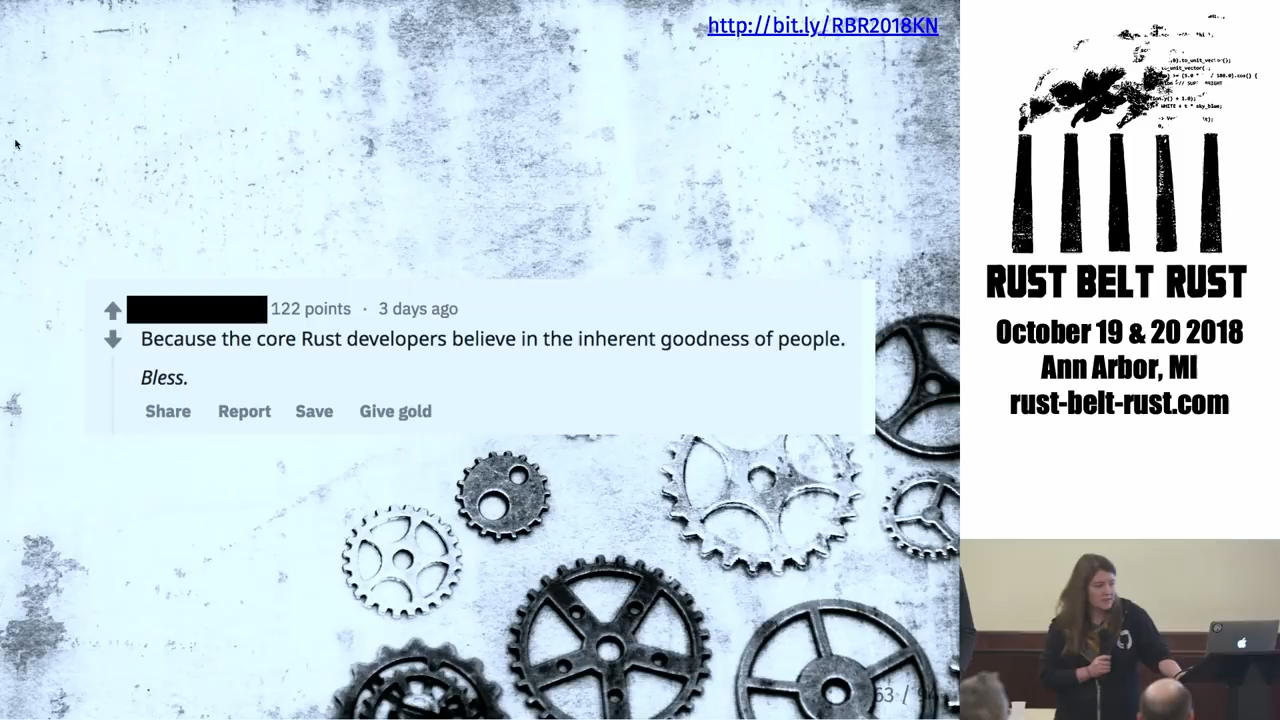 http://bit.ly/RBR2018KN
122 points · 3 days ago
Because the core Rust developers believe in the inherent goodness of people.
Bless.
Share Report Save Give gold
63 /
RUST BELT RUST
October 19 & 20 2018
Ann Arbor, MI
rust-belt-rust.com